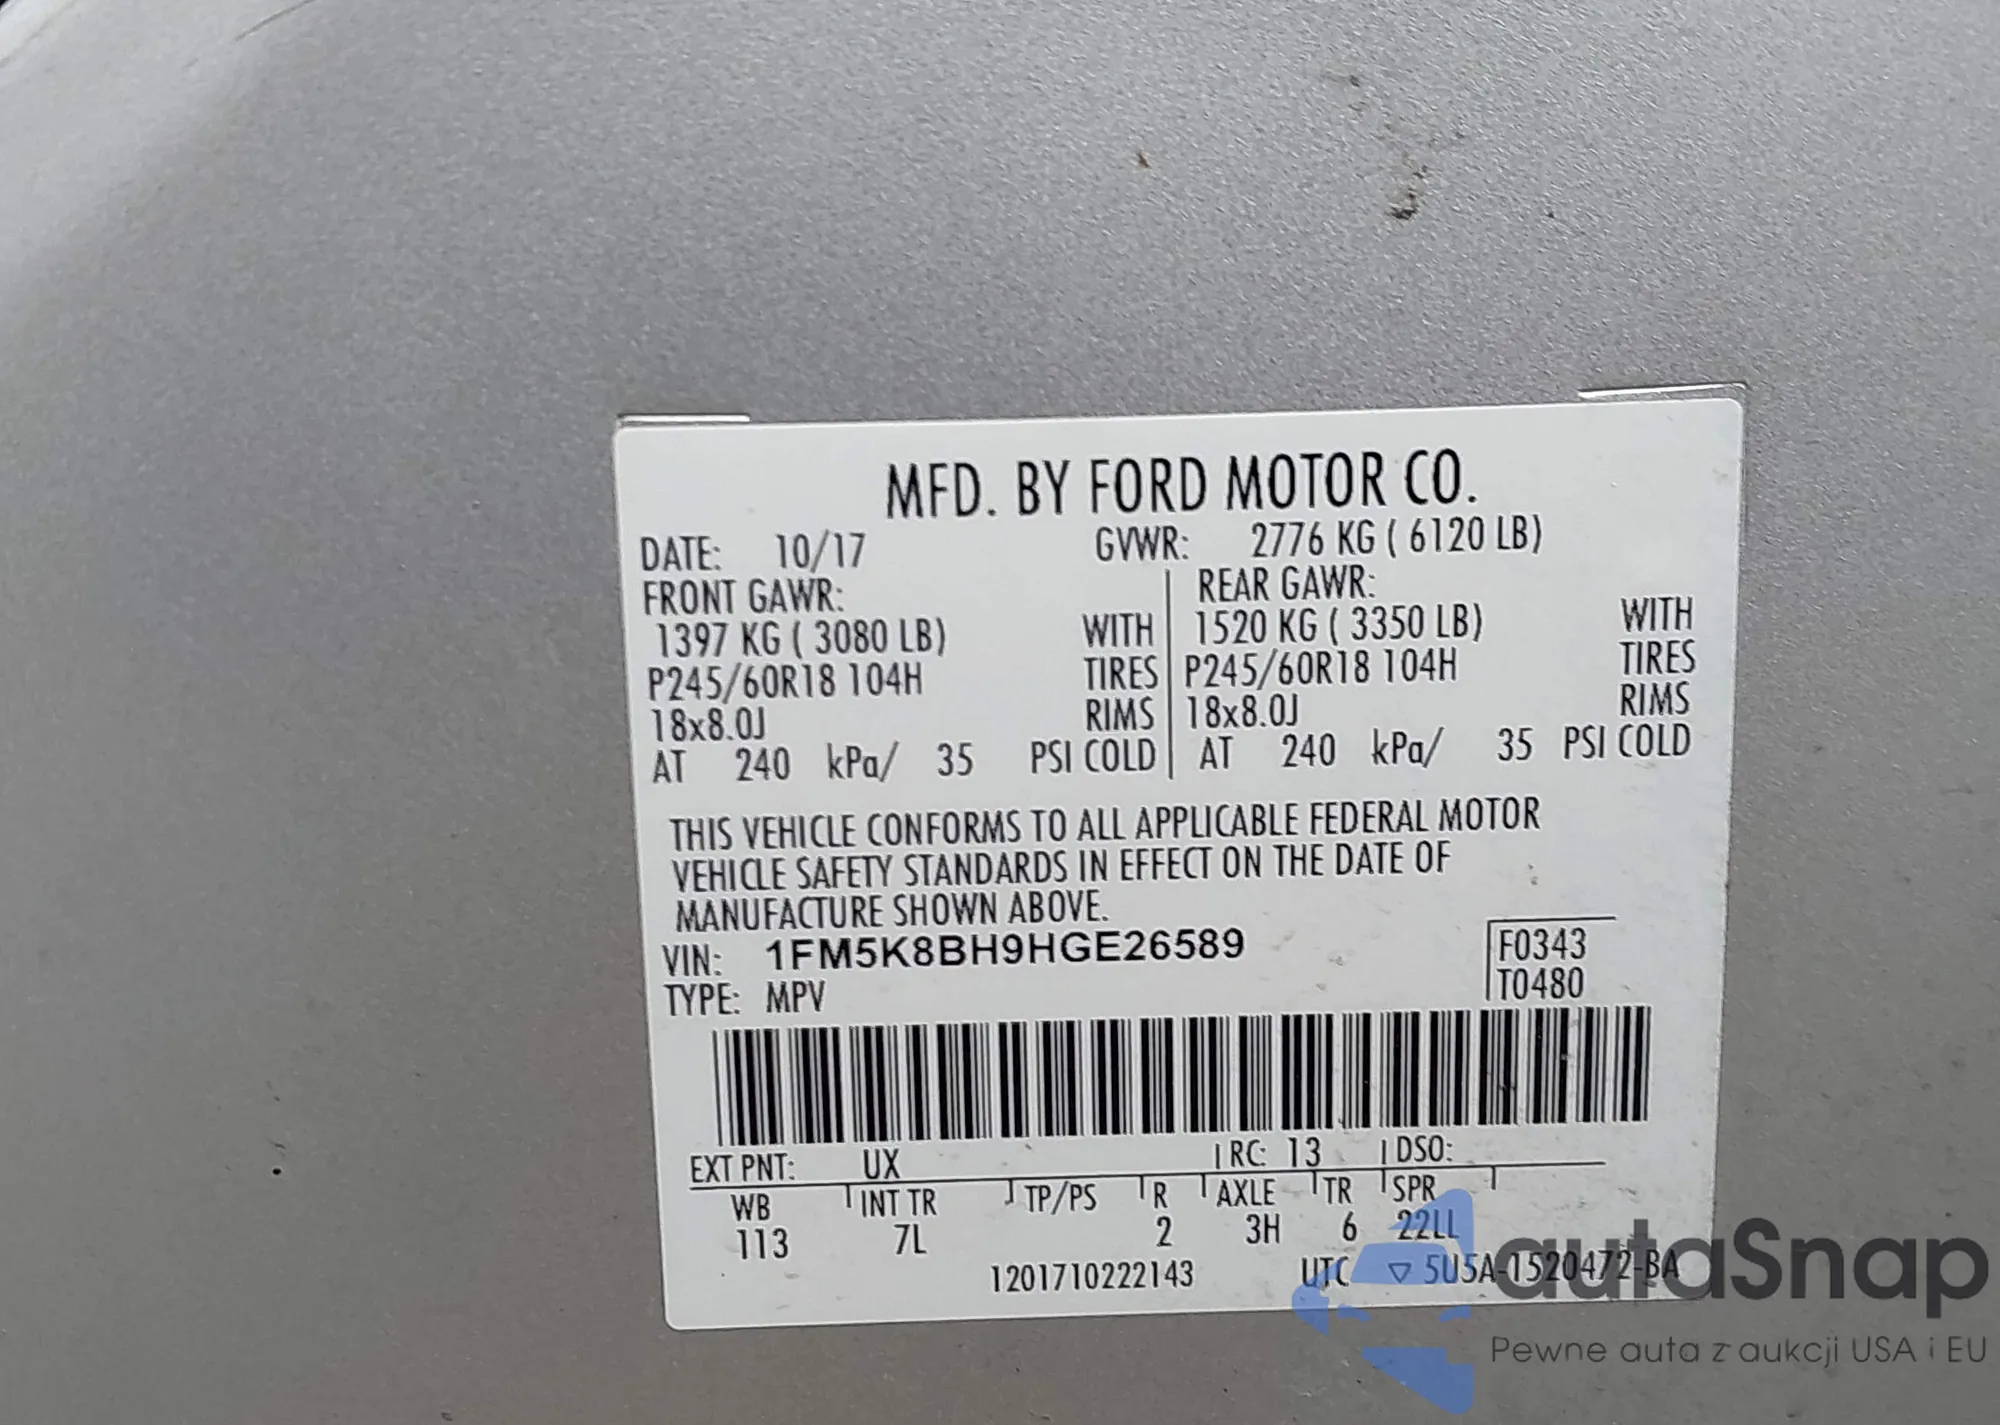 MFD. BY FORD MOTOR CO.
DATE: 10/17 GVWR: 2776 KG ( 6120 LB)
FRONT GAWR: REAR GAWR:
1397 KG ( 3080 LB) WITH 1520 KG ( 3350 LB) WITH
P245/60R18 104H TIRES P245/60R18 104H TIRES
18x8.0J RIMS 18x8.0J RIMS
AT 240 kPa/ 35 PSI COLD AT 240 kPa/ 35 PSI COLD
THIS VEHICLE CONFORMS TO ALL APPLICABLE FEDERAL MOTOR
VEHICLE SAFETY STANDARDS IN EFFECT ON THE DATE OF
MANUFACTURE SHOWN ABOVE.
VIN: 1FM5K8BH9HGE26589 F0343
TYPE: MPV T0480
EXT PNT: UX RC: 13 DSO:
WB INT TR TP/PS R AXLE TR SPR
113 7L 2 3H 6 22LL
1201710222143 UTC ▽ 5U5A-1520472-BA
autaSnap
Pewne auta z aukcji USA i EU